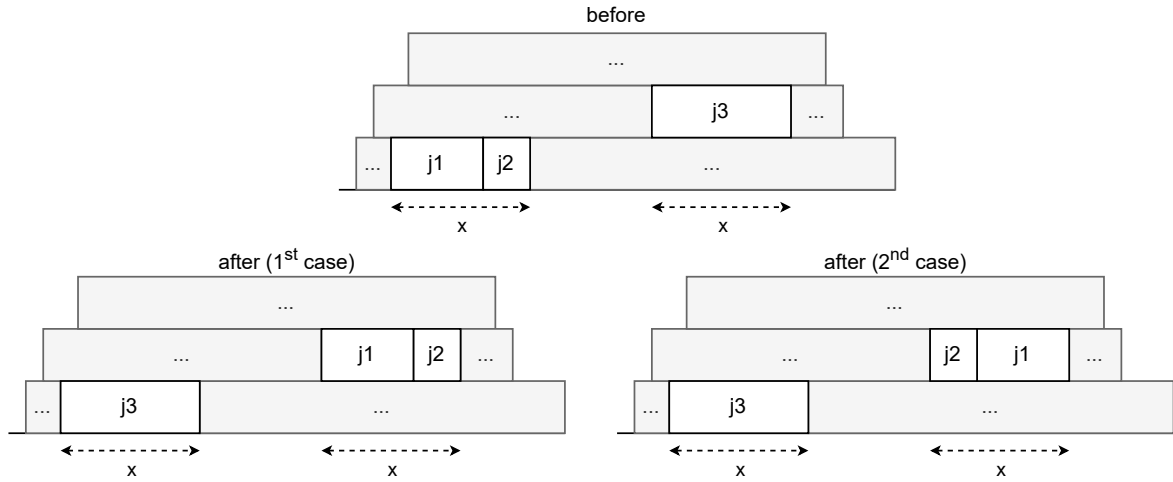 before
...
... j3 ...
... j1 j2 ...
x x
after (1st case)
...
... j1 j2 ...
... j3 ...
x x
after (2nd case)
...
... j2 j1 ...
... j3 ...
x x